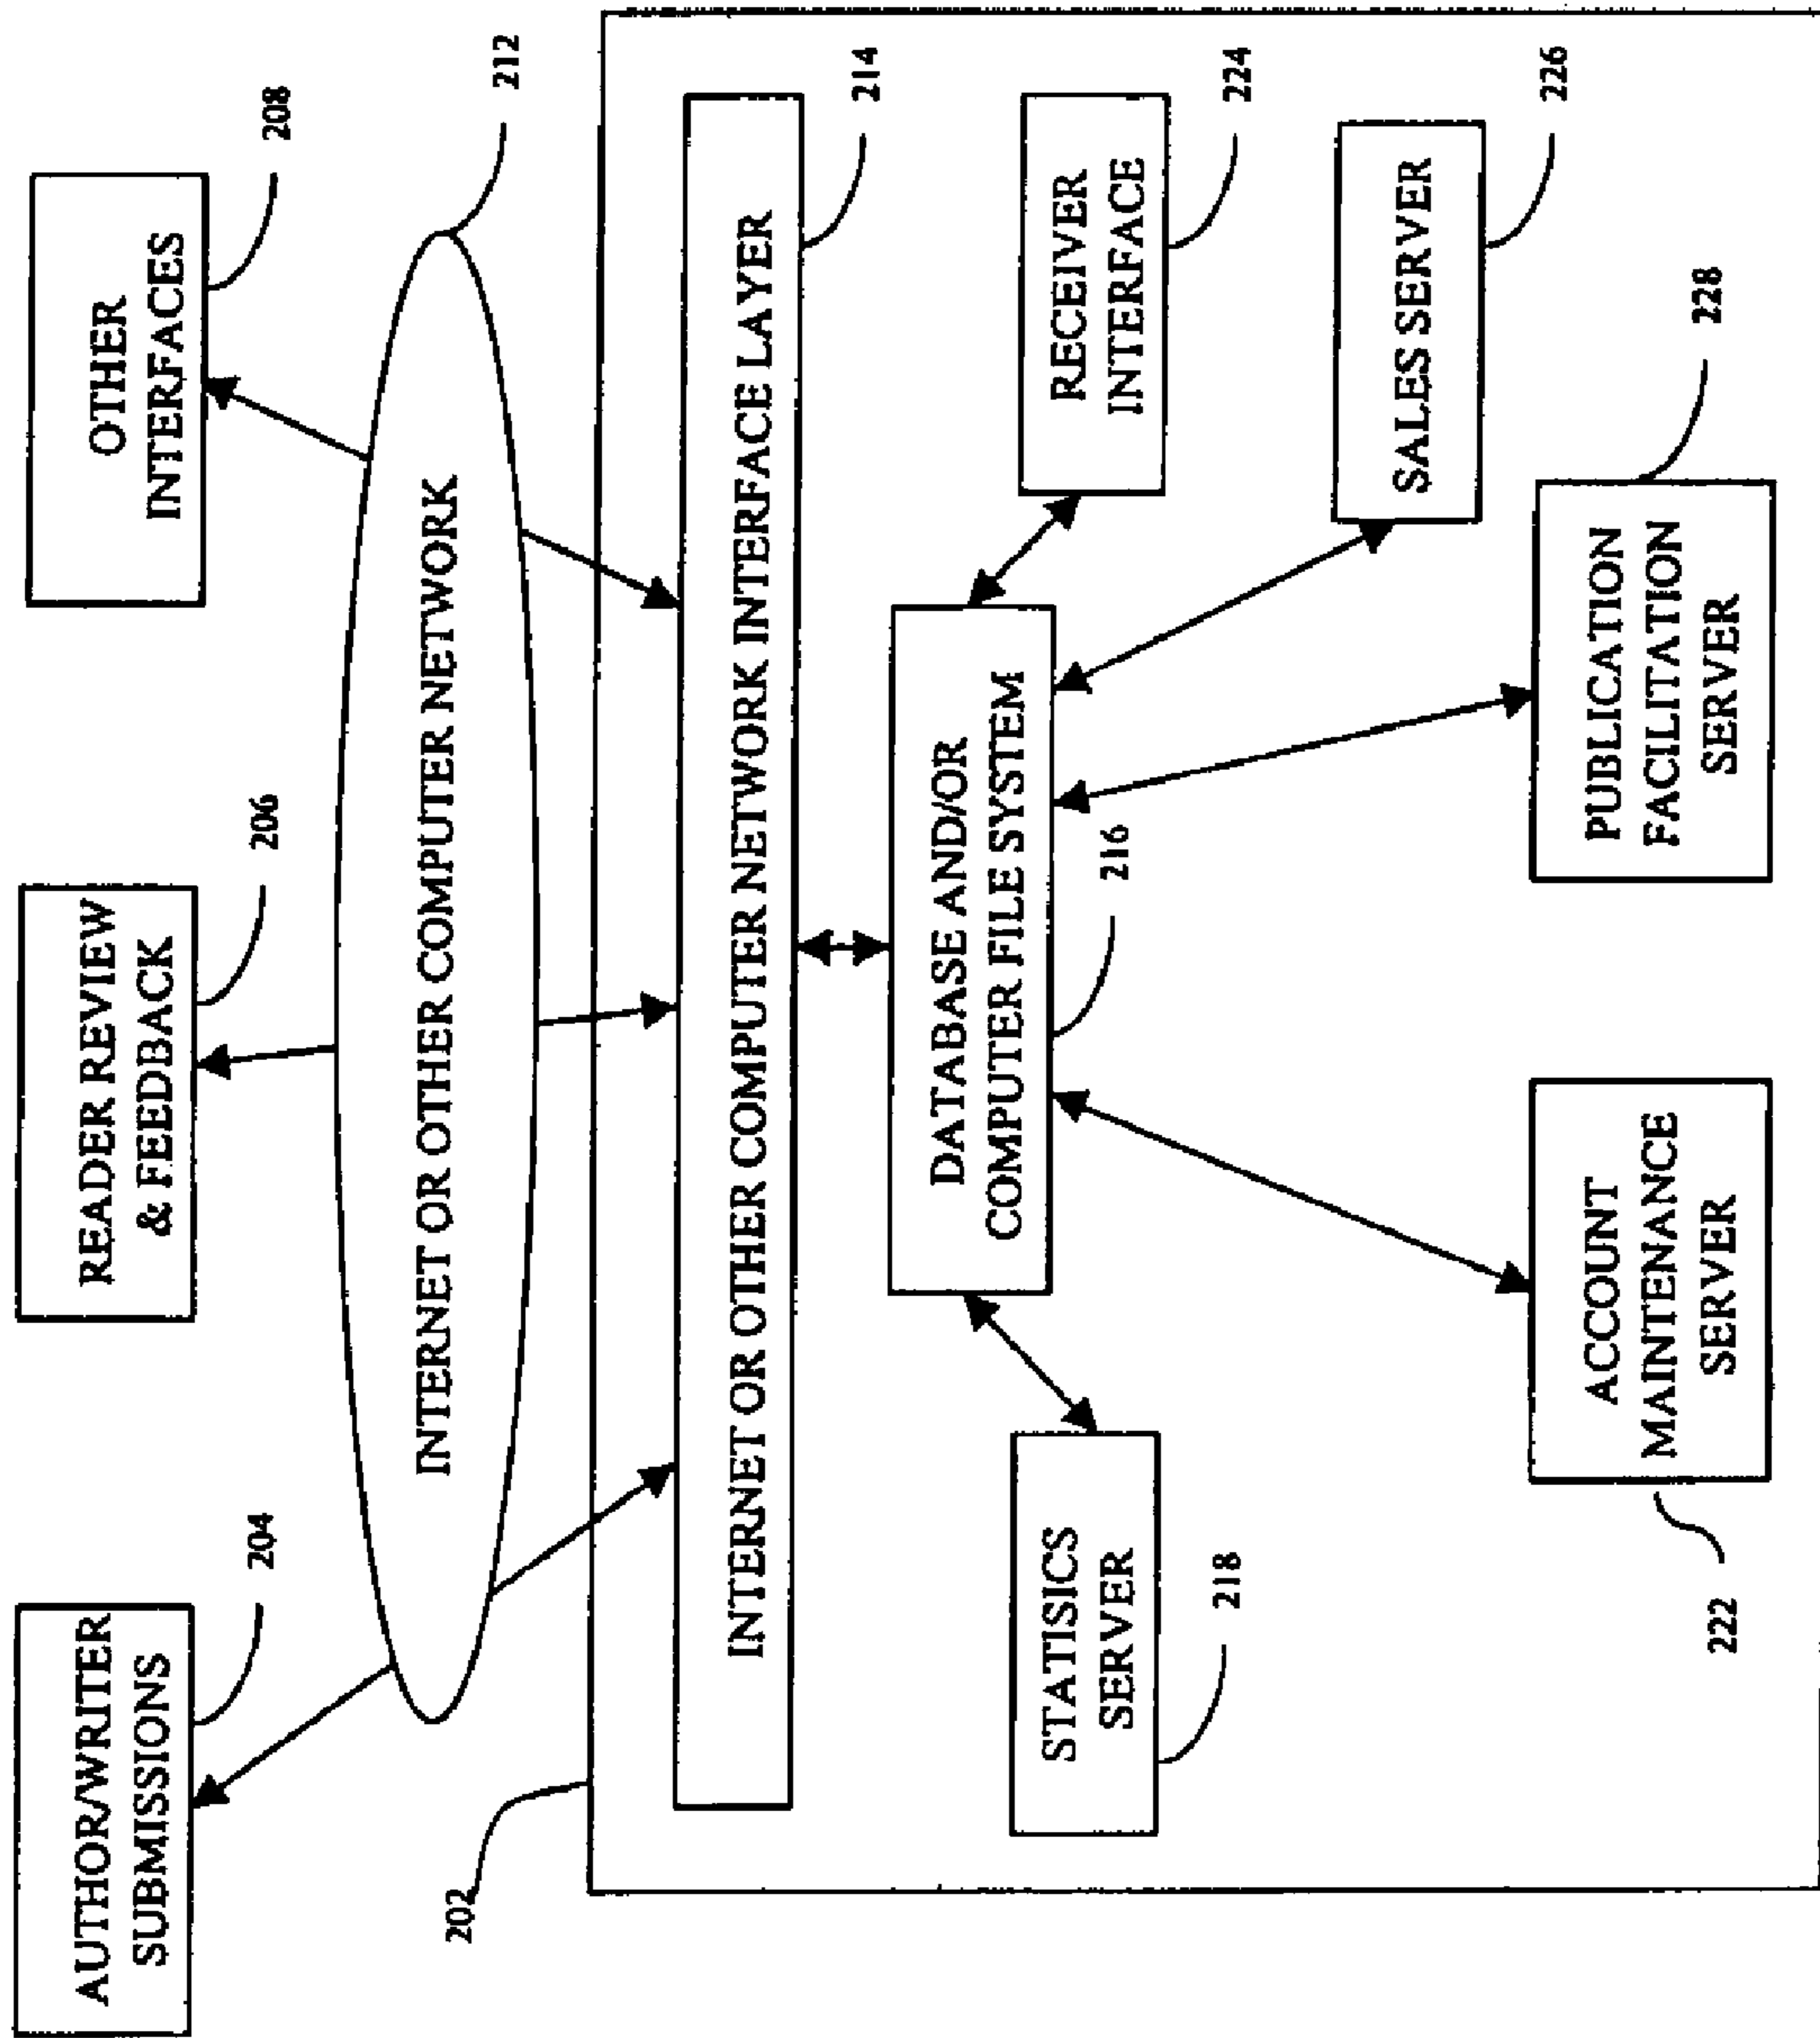 AUTHOR/WRITER
SUBMISSIONS
204
READER REVIEW
& FEEDBACK
206
OTHER
INTERFACES
208
INTERNET OR OTHER COMPUTER NETWORK
212
202
INTERNET OR OTHER COMPUTER NETWORK INTERFACE LAYER
214
DATABASE AND/OR
COMPUTER FILE SYSTEM
216
STATISICS
SERVER
218
RECEIVER
INTERFACE
224
SALES SERVER
226
ACCOUNT
MAINTENANCE
SERVER
222
PUBLICATION
FACILITATION
SERVER
228